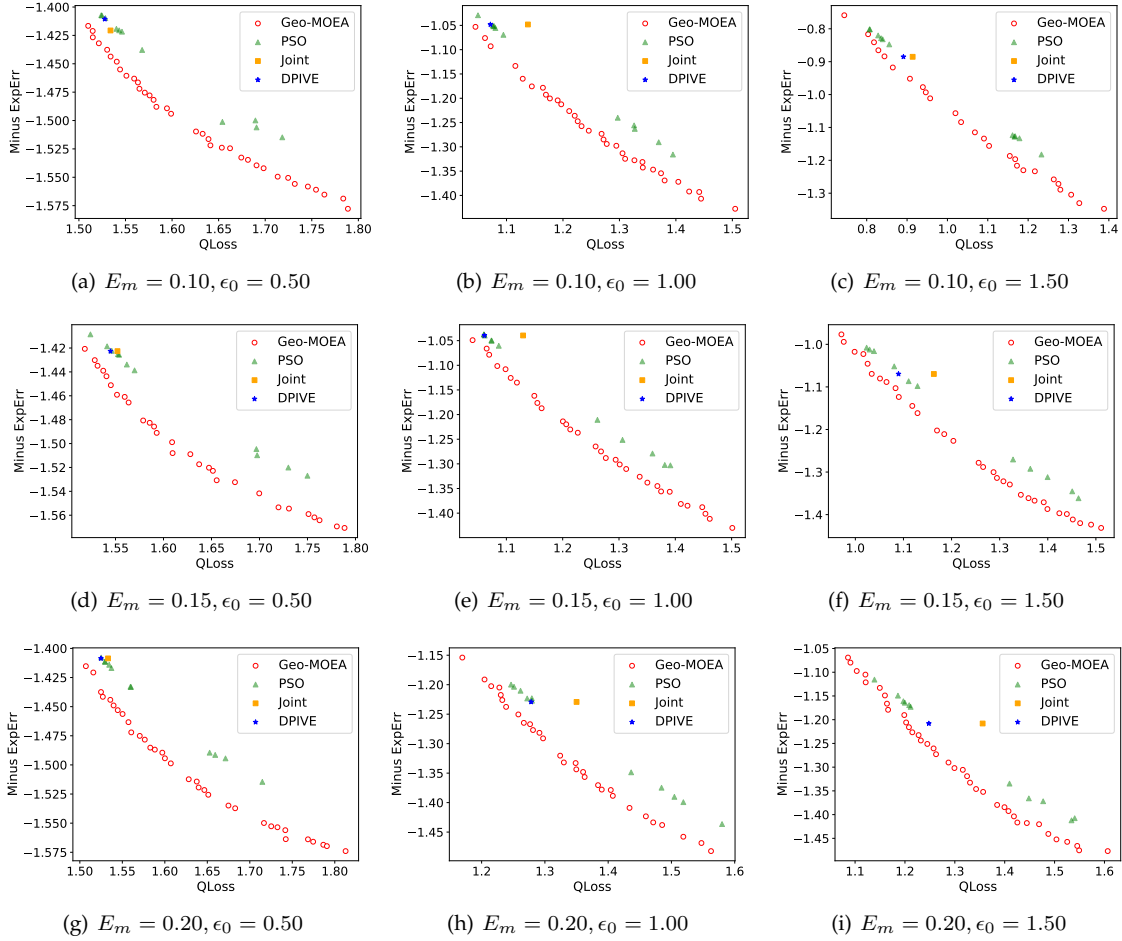 −1.400
−1.425
−1.450
−1.475
−1.500
−1.525
−1.550
−1.575
Minus ExpErr
Geo-MOEA
PSO
Joint
DPIVE
1.50 1.55 1.60 1.65 1.70 1.75 1.80
QLoss
(a) E_m = 0.10, ϵ_0 = 0.50
−1.05
−1.10
−1.15
−1.20
−1.25
−1.30
−1.35
−1.40
Minus ExpErr
Geo-MOEA
PSO
Joint
DPIVE
1.1 1.2 1.3 1.4 1.5
QLoss
(b) E_m = 0.10, ϵ_0 = 1.00
−0.8
−0.9
−1.0
−1.1
−1.2
−1.3
Minus ExpErr
Geo-MOEA
PSO
Joint
DPIVE
0.8 0.9 1.0 1.1 1.2 1.3 1.4
QLoss
(c) E_m = 0.10, ϵ_0 = 1.50
−1.42
−1.44
−1.46
−1.48
−1.50
−1.52
−1.54
−1.56
Minus ExpErr
Geo-MOEA
PSO
Joint
DPIVE
1.55 1.60 1.65 1.70 1.75 1.80
QLoss
(d) E_m = 0.15, ϵ_0 = 0.50
−1.05
−1.10
−1.15
−1.20
−1.25
−1.30
−1.35
−1.40
Minus ExpErr
Geo-MOEA
PSO
Joint
DPIVE
1.1 1.2 1.3 1.4 1.5
QLoss
(e) E_m = 0.15, ϵ_0 = 1.00
−1.0
−1.1
−1.2
−1.3
−1.4
Minus ExpErr
Geo-MOEA
PSO
Joint
DPIVE
1.0 1.1 1.2 1.3 1.4 1.5
QLoss
(f) E_m = 0.15, ϵ_0 = 1.50
−1.400
−1.425
−1.450
−1.475
−1.500
−1.525
−1.550
−1.575
Minus ExpErr
Geo-MOEA
PSO
Joint
DPIVE
1.50 1.55 1.60 1.65 1.70 1.75 1.80
QLoss
(g) E_m = 0.20, ϵ_0 = 0.50
−1.15
−1.20
−1.25
−1.30
−1.35
−1.40
−1.45
Minus ExpErr
Geo-MOEA
PSO
Joint
DPIVE
1.2 1.3 1.4 1.5 1.6
QLoss
(h) E_m = 0.20, ϵ_0 = 1.00
−1.05
−1.10
−1.15
−1.20
−1.25
−1.30
−1.35
−1.40
−1.45
Minus ExpErr
Geo-MOEA
PSO
Joint
DPIVE
1.1 1.2 1.3 1.4 1.5 1.6
QLoss
(i) E_m = 0.20, ϵ_0 = 1.50